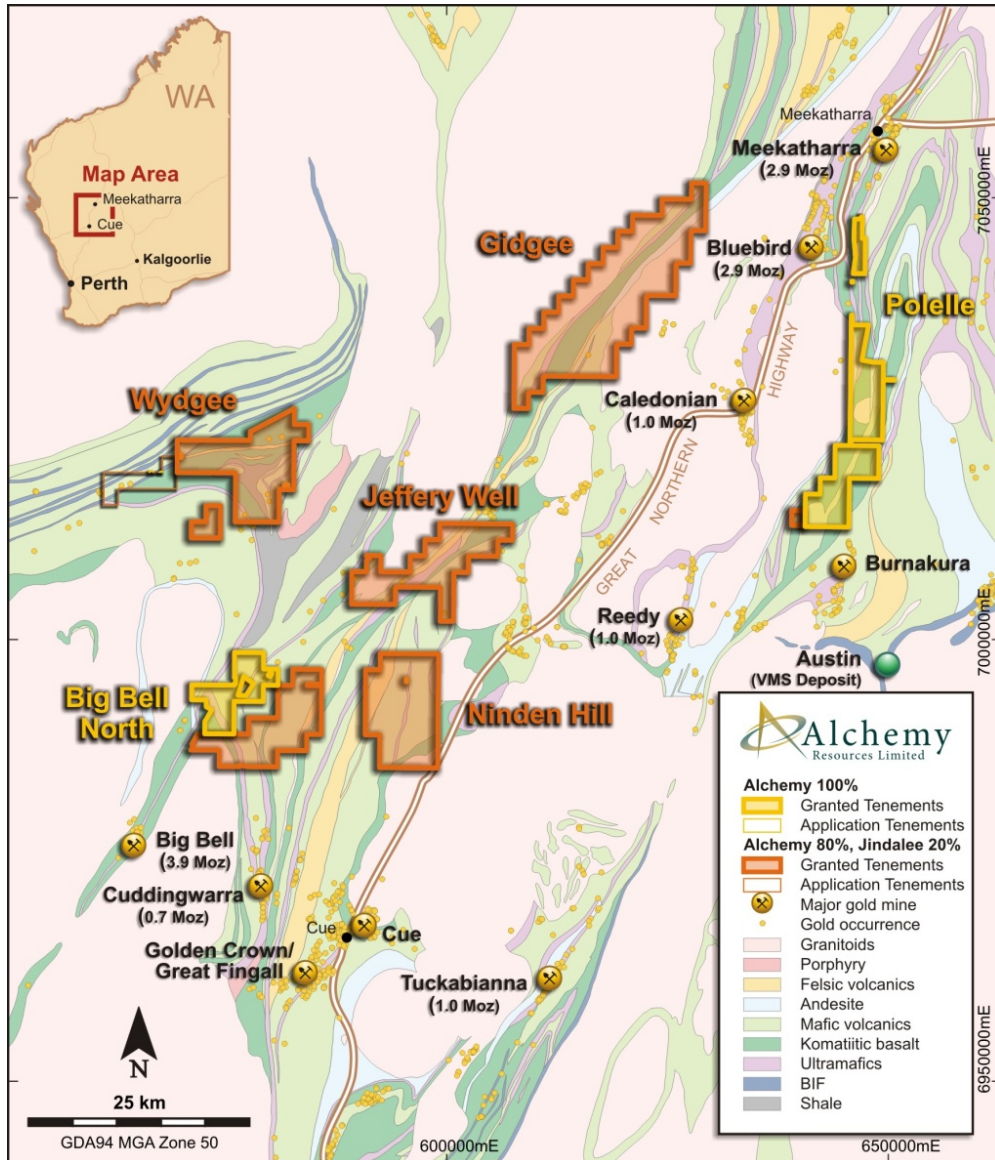 WA
Map Area
Meekatharra
Cue
Kalgoorlie
Perth
Meekatharra
Meekatharra
(2.9 Moz)
7050000mE
Gidgee
Bluebird
(2.9 Moz)
Polelle
HIGHWAY
Wydgee
Caledonian
(1.0 Moz)
NORTHERN
Jeffery Well
GREAT
Burnakura
Reedy
(1.0 Moz)
7000000mE
Austin
(VMS Deposit)
Big Bell
North
Ninden Hill
Big Bell
(3.9 Moz)
Cuddingwarra
(0.7 Moz)
Cue
Cue
Golden Crown/
Great Fingall
Tuckabianna
(1.0 Moz)
N
25 km
GDA94 MGA Zone 50
600000mE
650000mE
6950000mE
Alchemy
Resources Limited
Alchemy 100%
Granted Tenements
Application Tenements
Alchemy 80%, Jindalee 20%
Granted Tenements
Application Tenements
Major gold mine
Gold occurrence
Granitoids
Porphyry
Felsic volcanics
Andesite
Mafic volcanics
Komatiitic basalt
Ultramafics
BIF
Shale